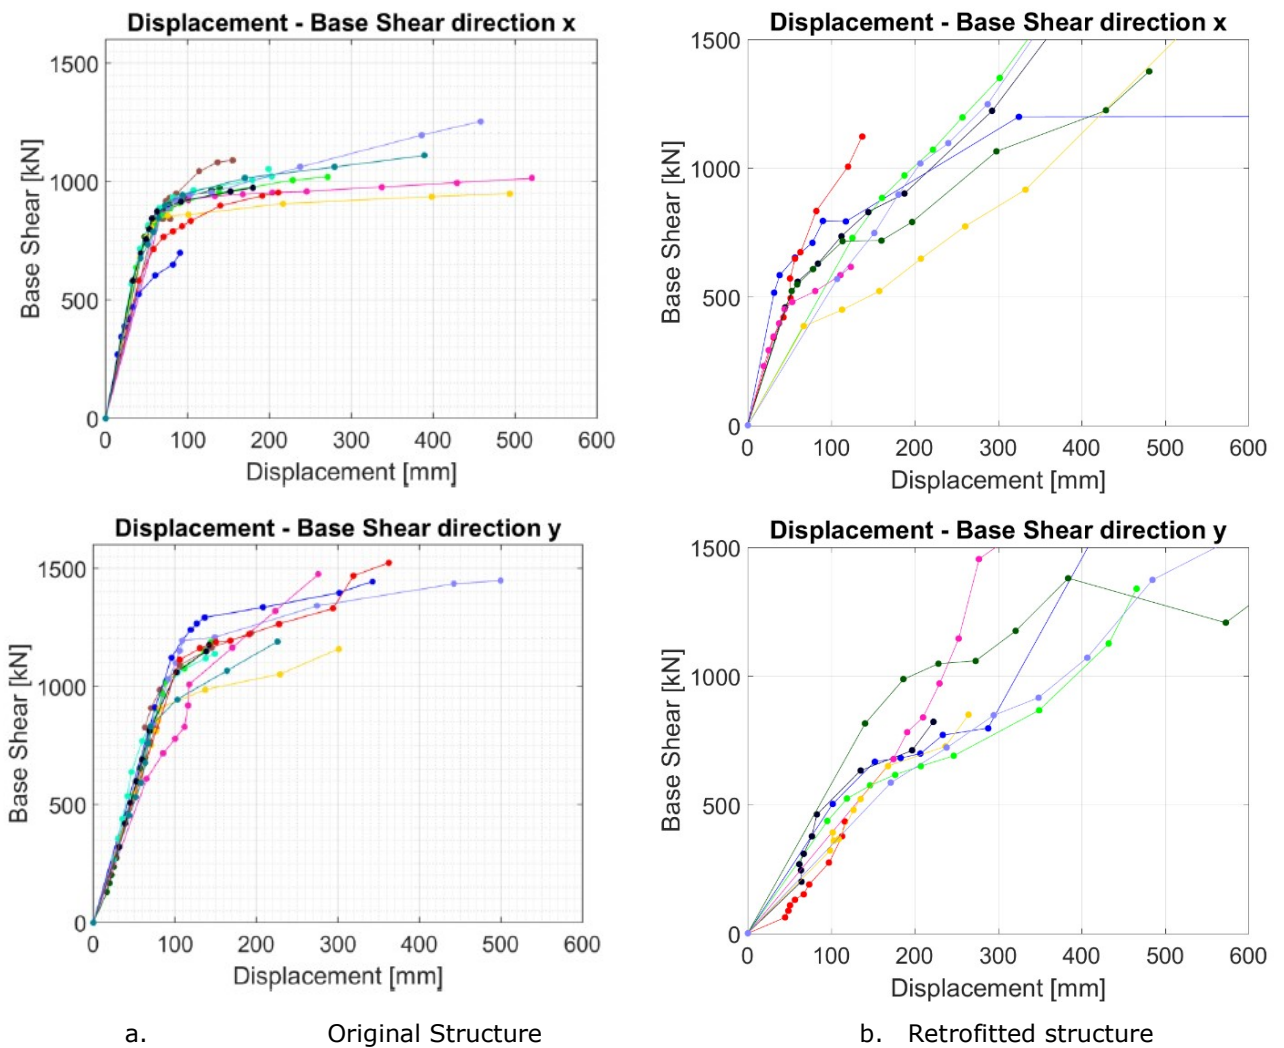 Displacement - Base Shear direction x
1500
1000
500
0
Base Shear [kN]
0 100 200 300 400 500 600
Displacement [mm]
Displacement - Base Shear direction x
1500
1000
500
0
Base Shear [kN]
0 100 200 300 400 500 600
Displacement [mm]
Displacement - Base Shear direction y
1500
1000
500
0
Base Shear [kN]
0 100 200 300 400 500 600
Displacement [mm]
Displacement - Base Shear direction y
1500
1000
500
0
Base Shear [kN]
0 100 200 300 400 500 600
Displacement [mm]
a. Original Structure
b. Retrofitted structure